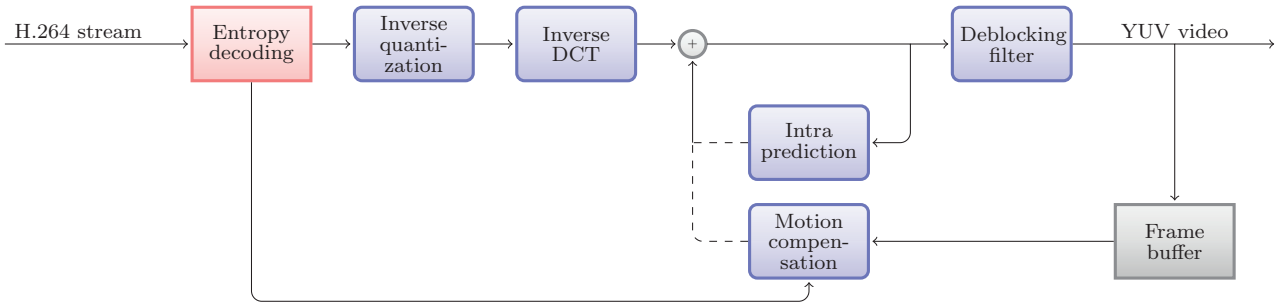 H.264 stream
Entropy
decoding
Inverse
quanti-
zation
Inverse
DCT
+
Deblocking
filter
YUV video
Intra
prediction
Motion
compen-
sation
Frame
buffer